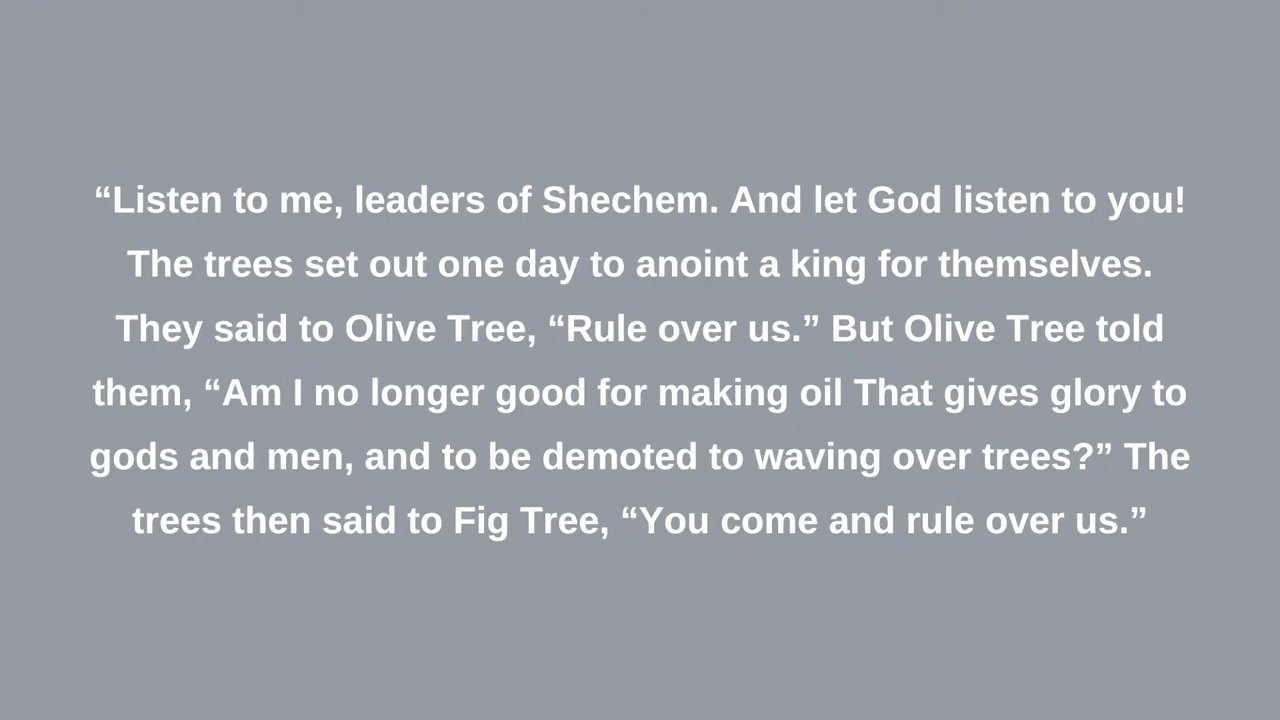 “Listen to me, leaders of Shechem. And let God listen to you!
The trees set out one day to anoint a king for themselves.
They said to Olive Tree, “Rule over us.” But Olive Tree told
them, “Am I no longer good for making oil That gives glory to
gods and men, and to be demoted to waving over trees?” The
trees then said to Fig Tree, “You come and rule over us.”